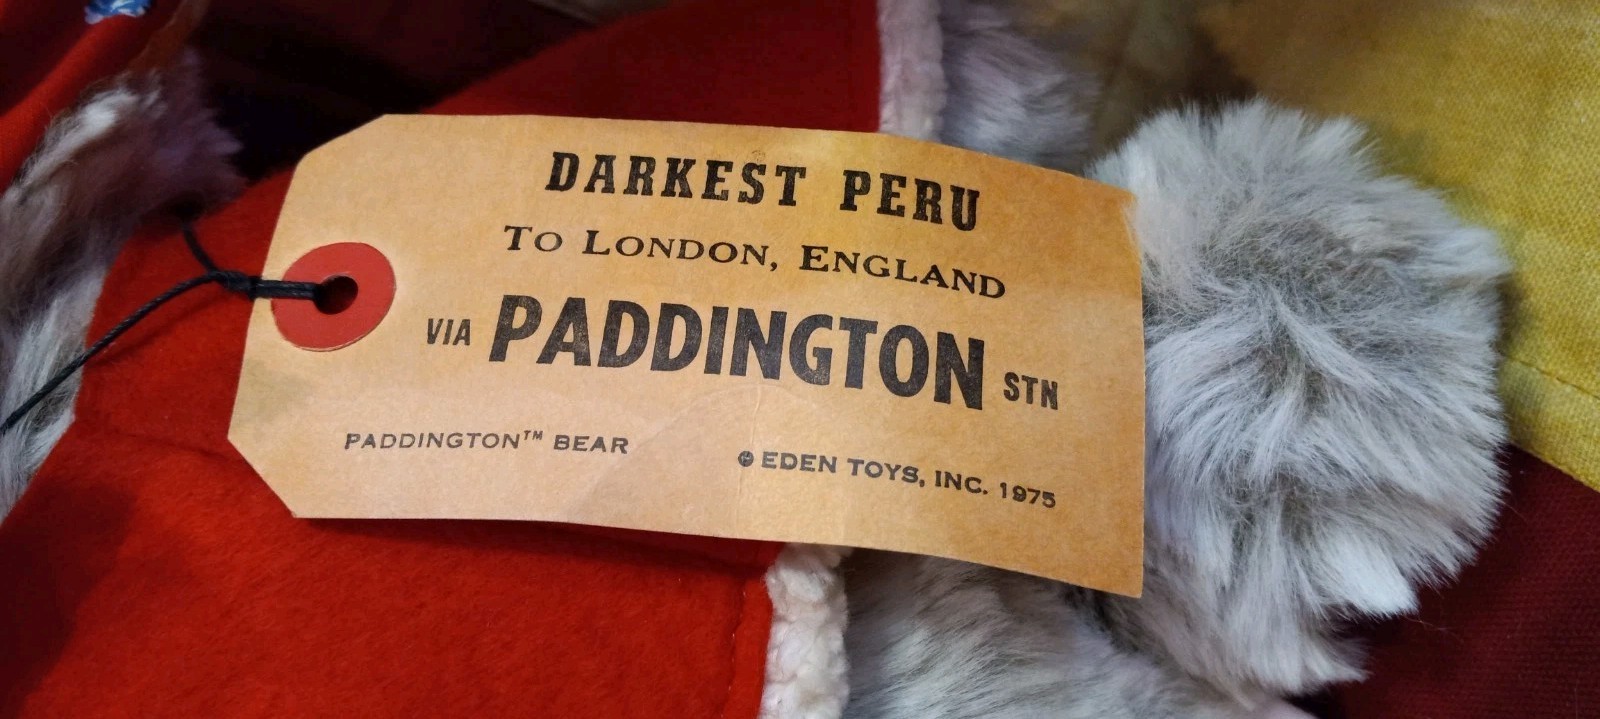 DARKEST PERU
TO LONDON, ENGLAND
VIA PADDINGTON STN
PADDINGTON™ BEAR
© EDEN TOYS, INC. 1975